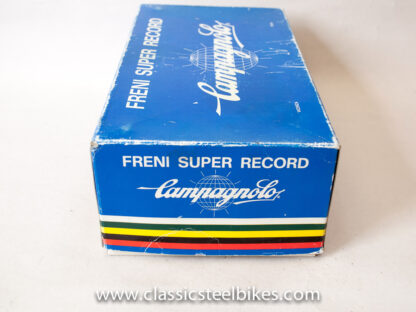 FRENI SUPER RECORD
Campagnolo
FRENI SUPER RECORD
Campagnolo
www.classicsteelbikes.com